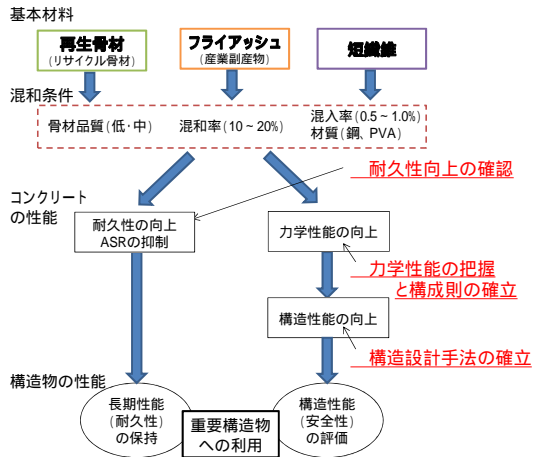 基本材料
再生骨材
(リサイクル骨材)
フライアッシュ
(産業副産物)
短繊維
混和条件
骨材品質(低・中)
混和率(10~20%)
混入率(0.5~1.0%)
材質(鋼、PVA)
耐久性向上の確認
コンクリート
の性能
耐久性の向上
ASRの抑制
力学性能の向上
力学性能の把握
と構成則の確立
構造性能の向上
構造設計手法の確立
構造物の性能
長期性能
(耐久性)
の保持
重要構造物
への利用
構造性能
(安全性)
の評価